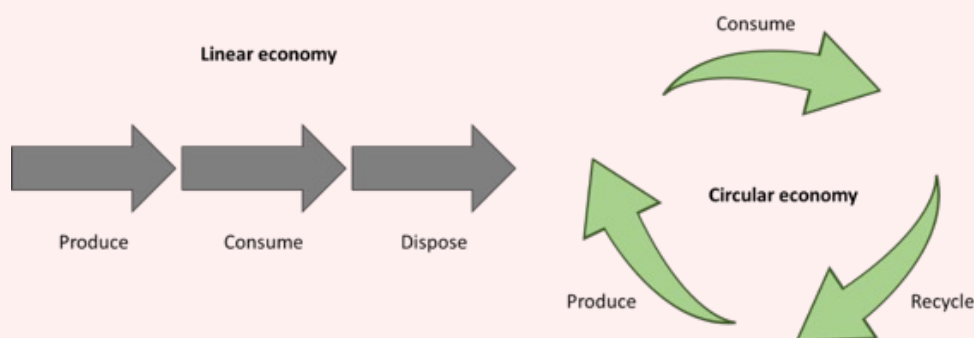 Linear economy
Produce
Consume
Dispose
Consume
Circular economy
Produce
Recycle